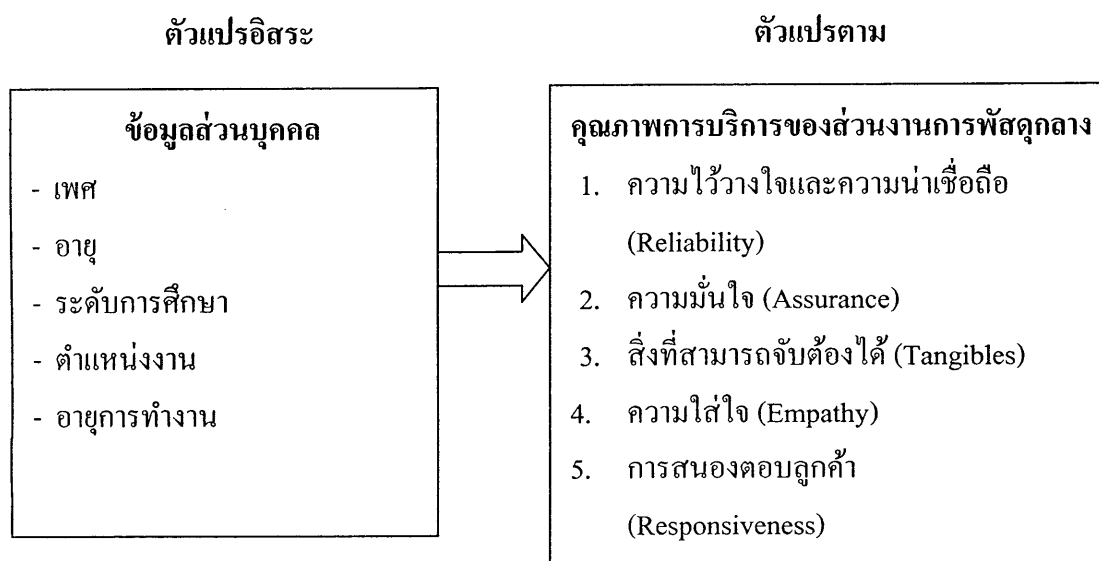 ตัวแปรอิสระ
ตัวแปรตาม
ข้อมูลส่วนบุคคล
- เพศ
- อายุ
- ระดับการศึกษา
- ตำแหน่งงาน
- อายุการทำงาน
คุณภาพการบริการของส่วนงานการพัสดุกลาง
1. ความไว้วางใจและความน่าเชื่อถือ
(Reliability)
2. ความมั่นใจ (Assurance)
3. สิ่งที่สามารถจับต้องได้ (Tangibles)
4. ความใส่ใจ (Empathy)
5. การสนองตอบลูกค้า
(Responsiveness)